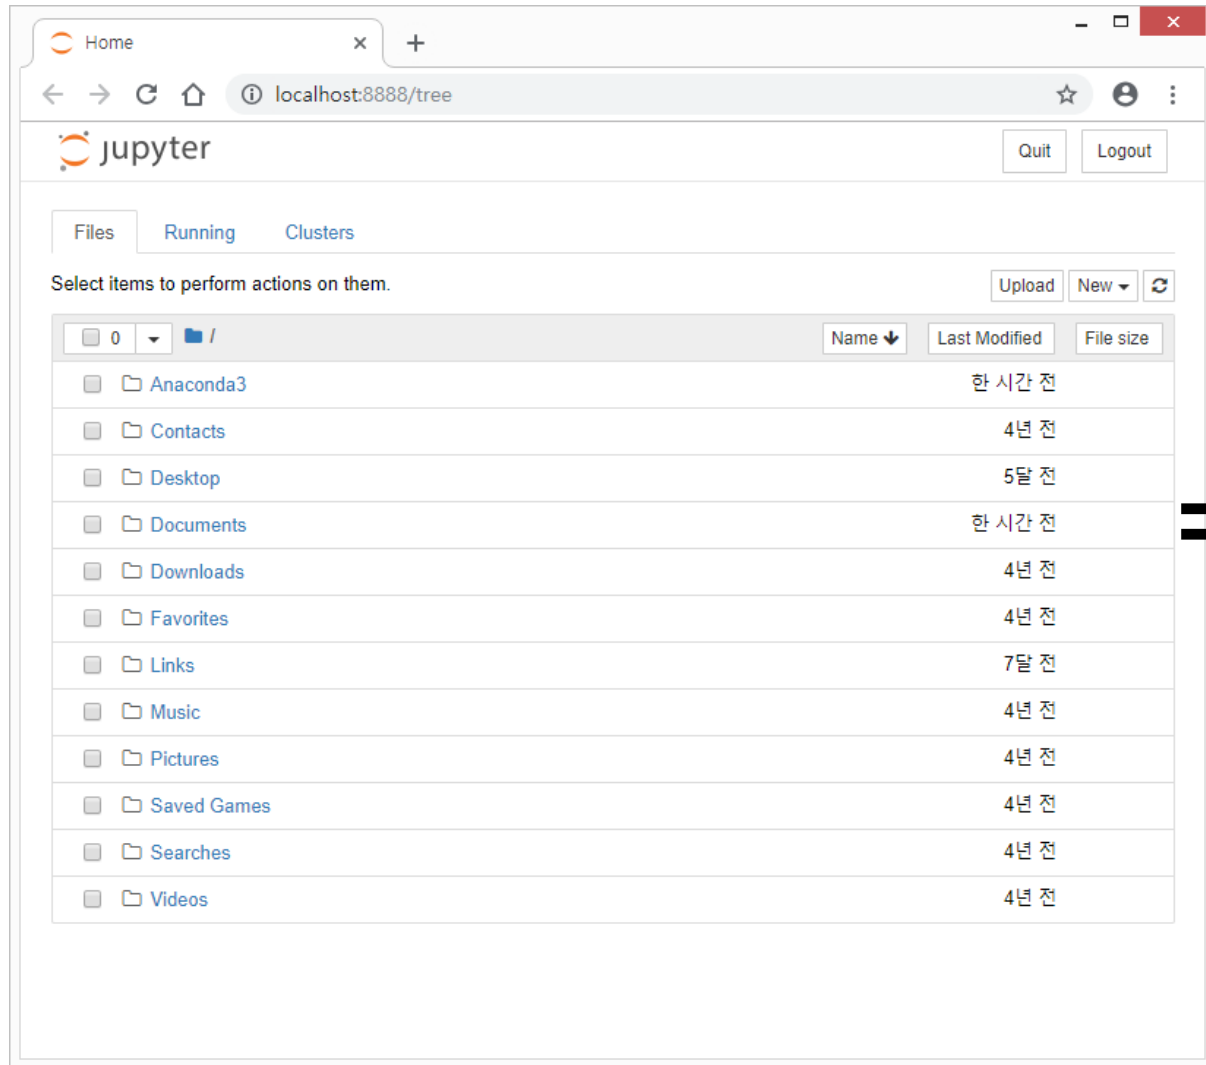 Home
localhost:8888/tree
jupyter
Quit Logout
Files Running Clusters
Select items to perform actions on them.
Upload New
0 / Name Last Modified File size
Anaconda3 한 시간 전
Contacts 4년 전
Desktop 5달 전
Documents 한 시간 전
Downloads 4년 전
Favorites 4년 전
Links 7달 전
Music 4년 전
Pictures 4년 전
Saved Games 4년 전
Searches 4년 전
Videos 4년 전